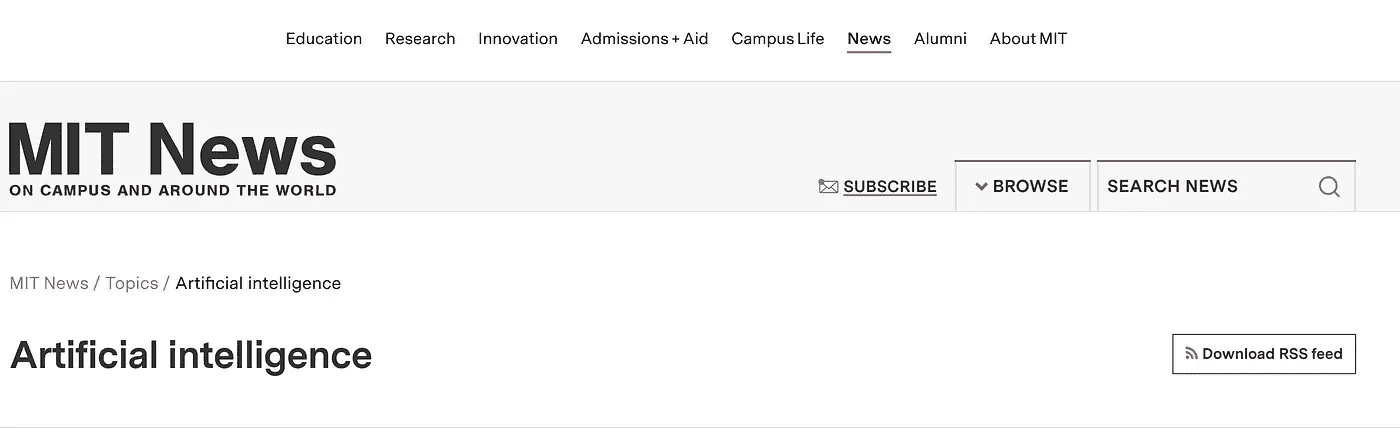 Education Research Innovation Admissions + Aid Campus Life News Alumni About MIT
MIT News
ON CAMPUS AND AROUND THE WORLD
SUBSCRIBE BROWSE SEARCH NEWS
MIT News / Topics / Artificial intelligence
Artificial intelligence
Download RSS feed